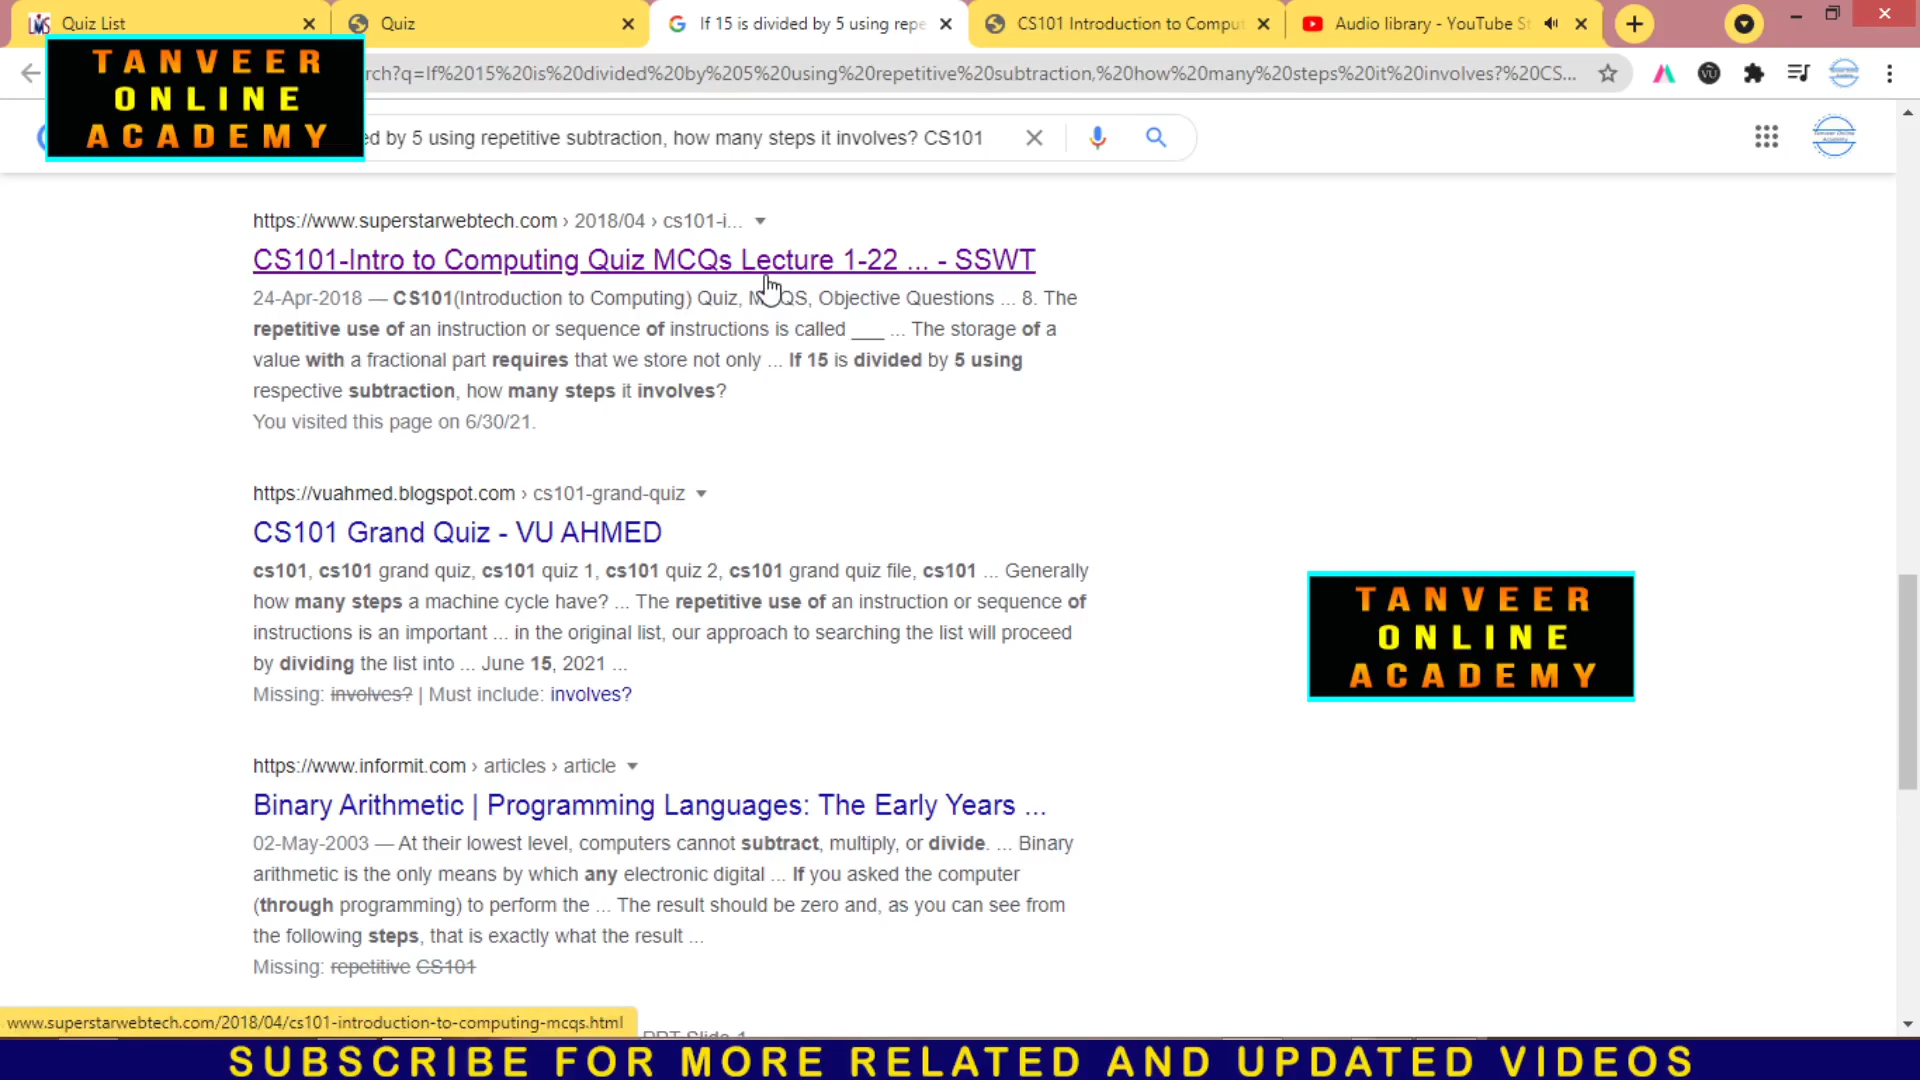 Quiz List
Quiz
If 15 is divided by 5 using repe
CS101 Introduction to Comput
Audio library - YouTube St
TANVEER
ONLINE
ACADEMY
rch?q=If%2015%20is%20divided%20by%205%20using%20repetitive%20subtraction,%20how%20many%20steps%20it%20involves?%20CS...
ed by 5 using repetitive subtraction, how many steps it involves? CS101
https://www.superstarwebtech.com › 2018/04 › cs101-i...
CS101-Intro to Computing Quiz MCQs Lecture 1-22 ... - SSWT
24-Apr-2018 — CS101(Introduction to Computing) Quiz, MCQS, Objective Questions ... 8. The
repetitive use of an instruction or sequence of instructions is called ___ ... The storage of a
value with a fractional part requires that we store not only ... If 15 is divided by 5 using
respective subtraction, how many steps it involves?
You visited this page on 6/30/21.
https://vuahmed.blogspot.com › cs101-grand-quiz
CS101 Grand Quiz - VU AHMED
cs101, cs101 grand quiz, cs101 quiz 1, cs101 quiz 2, cs101 grand quiz file, cs101 ... Generally
how many steps a machine cycle have? ... The repetitive use of an instruction or sequence of
instructions is an important ... in the original list, our approach to searching the list will proceed
by dividing the list into ... June 15, 2021 ...
Missing: involves? | Must include: involves?
TANVEER
ONLINE
ACADEMY
https://www.informit.com › articles › article
Binary Arithmetic | Programming Languages: The Early Years ...
02-May-2003 — At their lowest level, computers cannot subtract, multiply, or divide. ... Binary
arithmetic is the only means by which any electronic digital ... If you asked the computer
(through programming) to perform the ... The result should be zero and, as you can see from
the following steps, that is exactly what the result ...
Missing: repetitive CS101
www.superstarwebtech.com/2018/04/cs101-introduction-to-computing-mcqs.html
SUBSCRIBE FOR MORE RELATED AND UPDATED VIDEOS